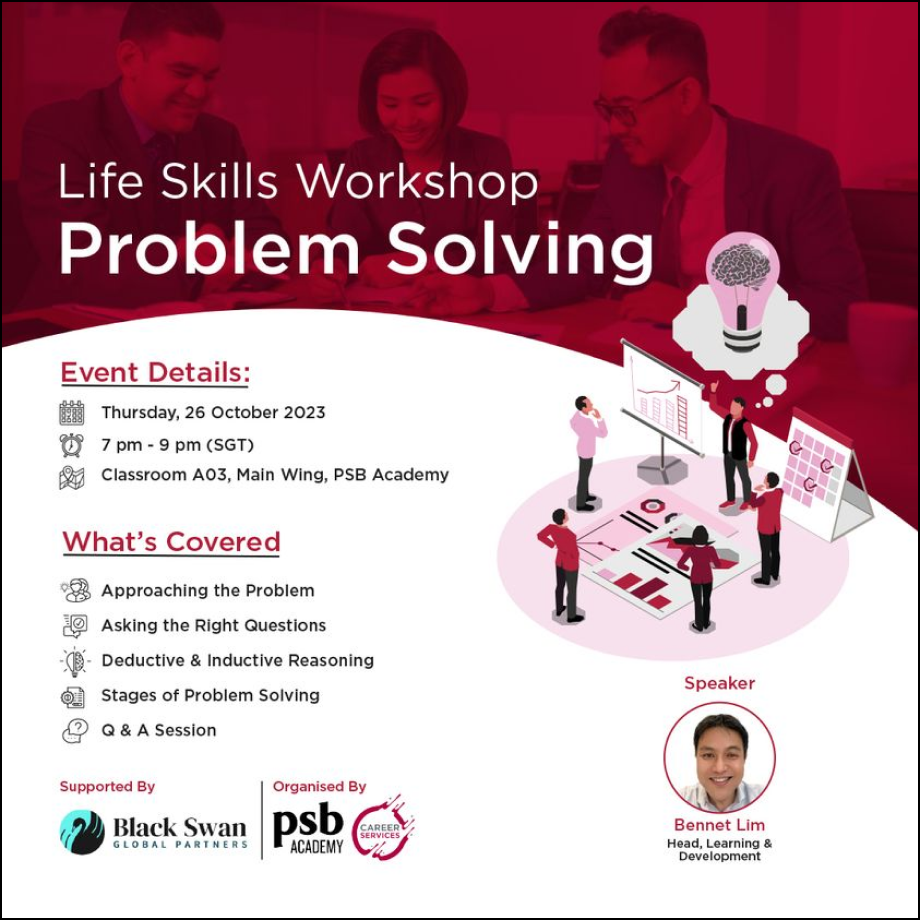 Life Skills Workshop
Problem Solving
Event Details:
Thursday, 26 October 2023
7 pm - 9 pm (SGT)
Classroom A03, Main Wing, PSB Academy
What's Covered
Approaching the Problem
Asking the Right Questions
Deductive & Inductive Reasoning
Stages of Problem Solving
Q & A Session
Speaker
Bennet Lim
Head, Learning &
Development
Supported By
Black Swan
GLOBAL PARTNERS
Organised By
psb
ACADEMY
CAREER
SERVICES